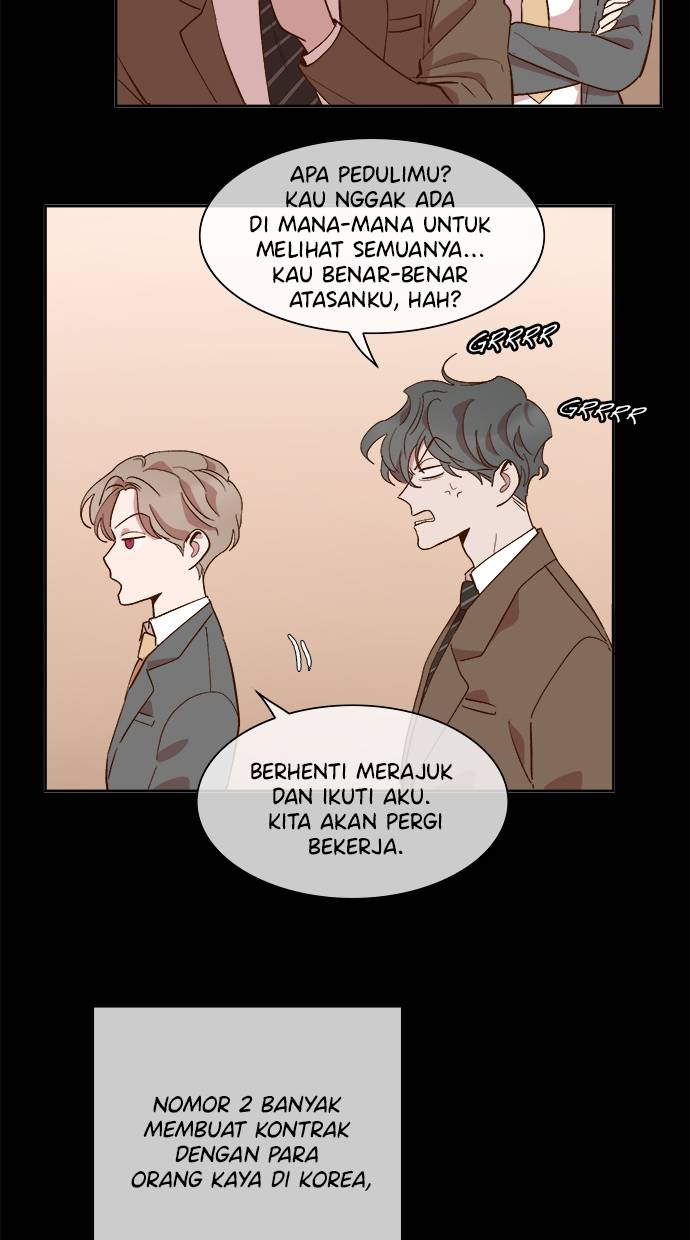 APA PEDULIMU?
KAU NGGAK ADA
DI MANA-MANA UNTUK
MELIHAT SEMUANYA...
KAU BENAR-BENAR
ATASANKU, HAH?
GRRRR
GRRRR
BERHENTI MERAJUK
DAN IKUTI AKU.
KITA AKAN PERGI
BEKERJA.
NOMOR 2 BANYAK
MEMBUAT KONTRAK
DENGAN PARA
ORANG KAYA DI KOREA,